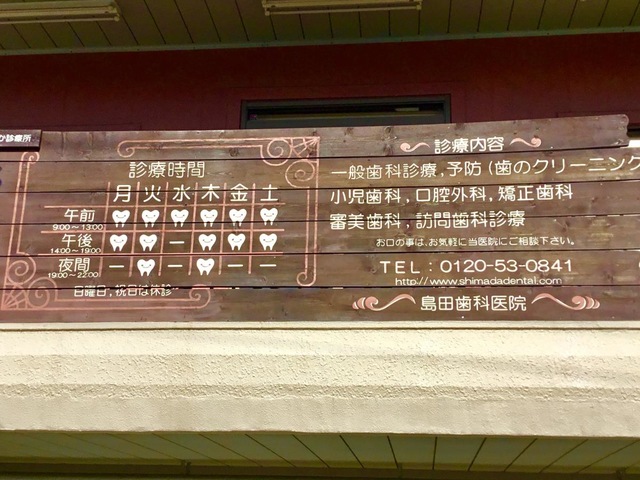 診療所
診療時間
月 火 水 木 金 土
午前
9:00～13:00
午後 —
14:00～19:00
夜間 — — — — —
19:00～22:00
日曜日,祝日は休診
診療内容
一般歯科診療,予防(歯のクリーニング
小児歯科,口腔外科,矯正歯科
審美歯科,訪問歯科診療
お口の事は、お気軽に当医院にご相談下さい。
TEL:0120-53-0841
http://www.shimadadental.com
島田歯科医院